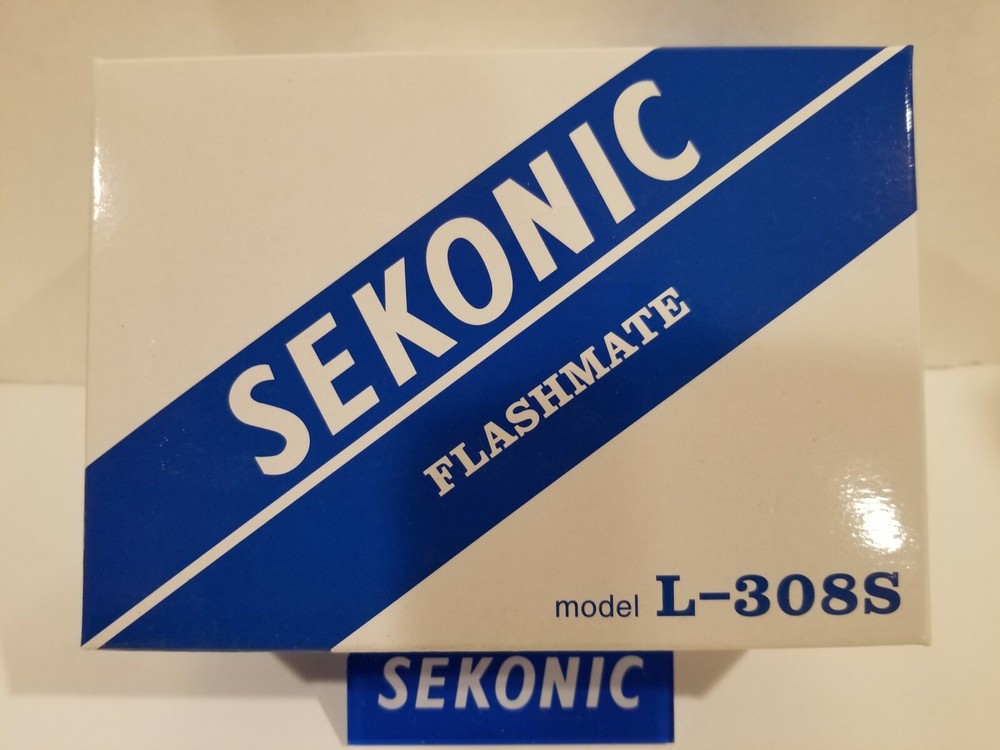 SEKONIC
FLASHMATE
model L-308S
SEKONIC